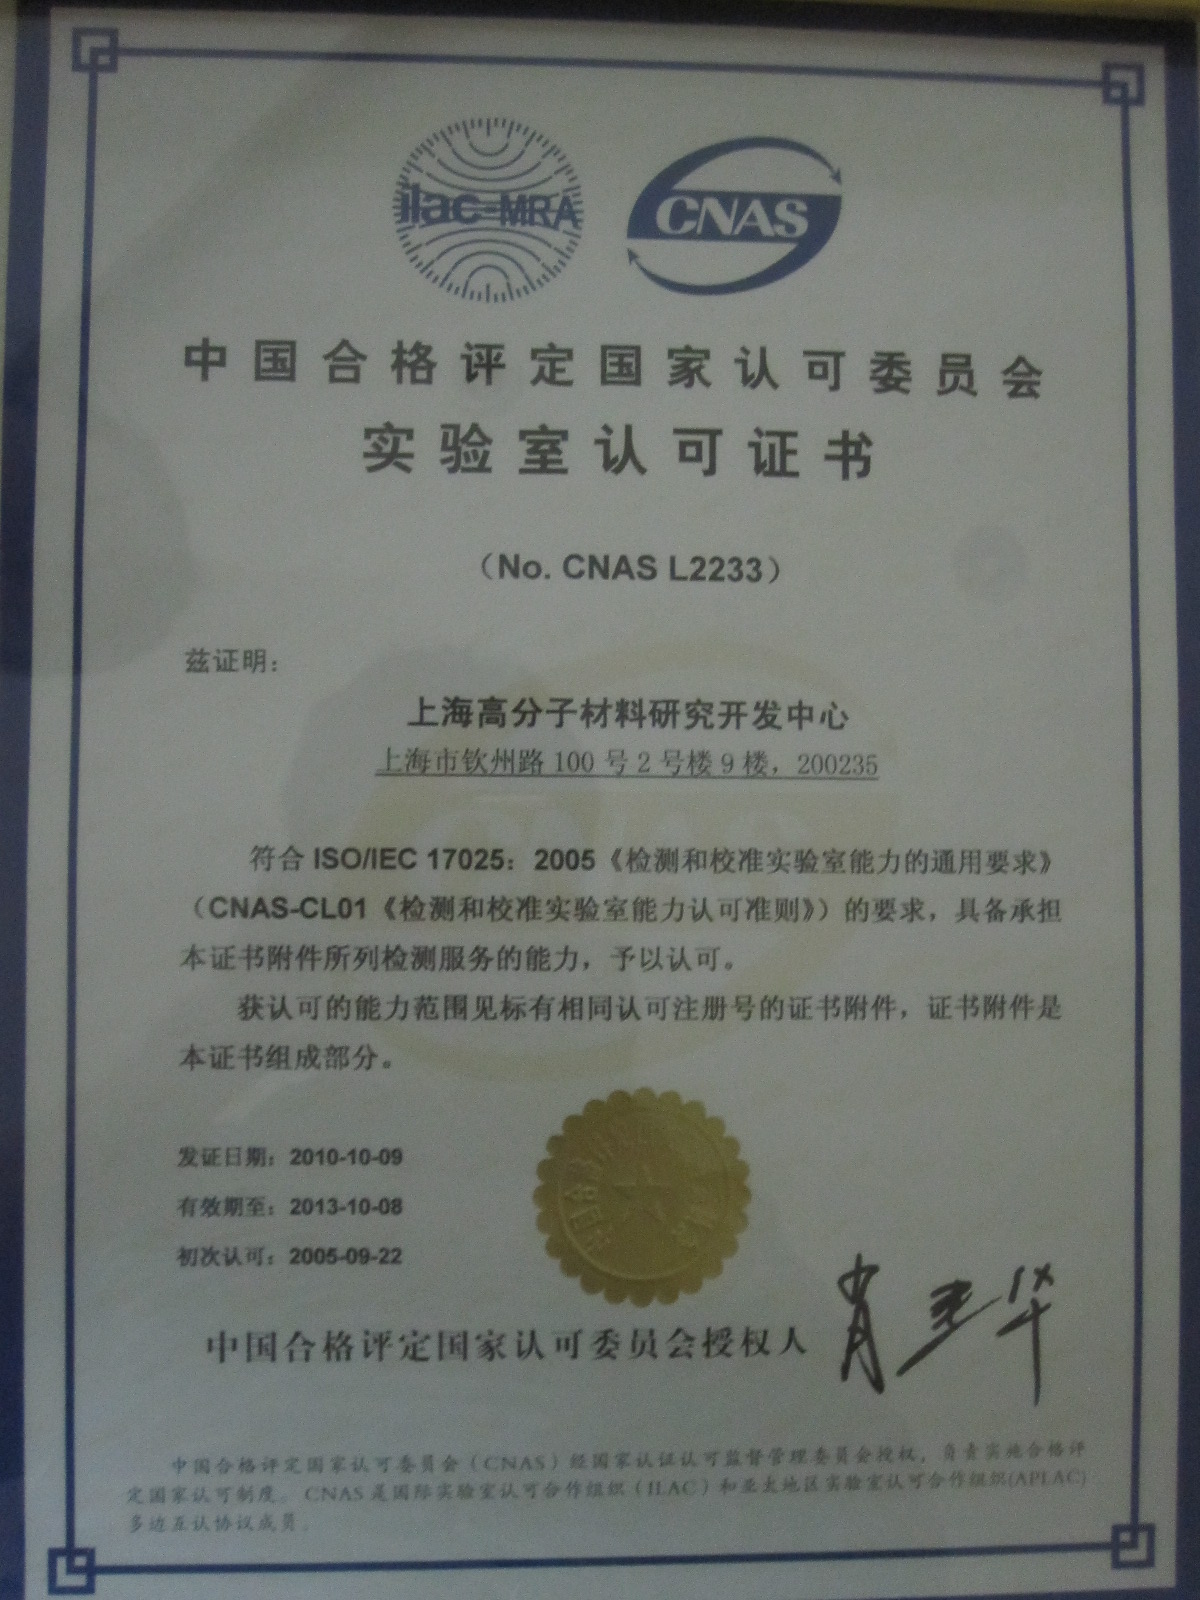 ilac-MRA
CNAS
中国合格评定国家认可委员会
实验室认可证书
（No. CNAS L2233）
兹证明：
上海高分子材料研究开发中心
上海市钦州路 100 号 2 号楼 9 楼，200235
符合 ISO/IEC 17025：2005《检测和校准实验室能力的通用要求》
（CNAS-CL01《检测和校准实验室能力认可准则》）的要求，具备承担
本证书附件所列检测服务的能力，予以认可。
获认可的能力范围见标有相同认可注册号的证书附件，证书附件是
本证书组成部分。
发证日期：2010-10-09
有效期至：2013-10-08
初次认可：2005-09-22
中国合格评定国家认可委员会授权人
中国合格评定国家认可委员会（CNAS）经国家认证认可监督管理委员会授权，负责实施合格评
定国家认可制度。CNAS 是国际实验室认可合作组织（ILAC）和亚太地区实验室认可合作组织(APLAC)
多边互认协议成员。